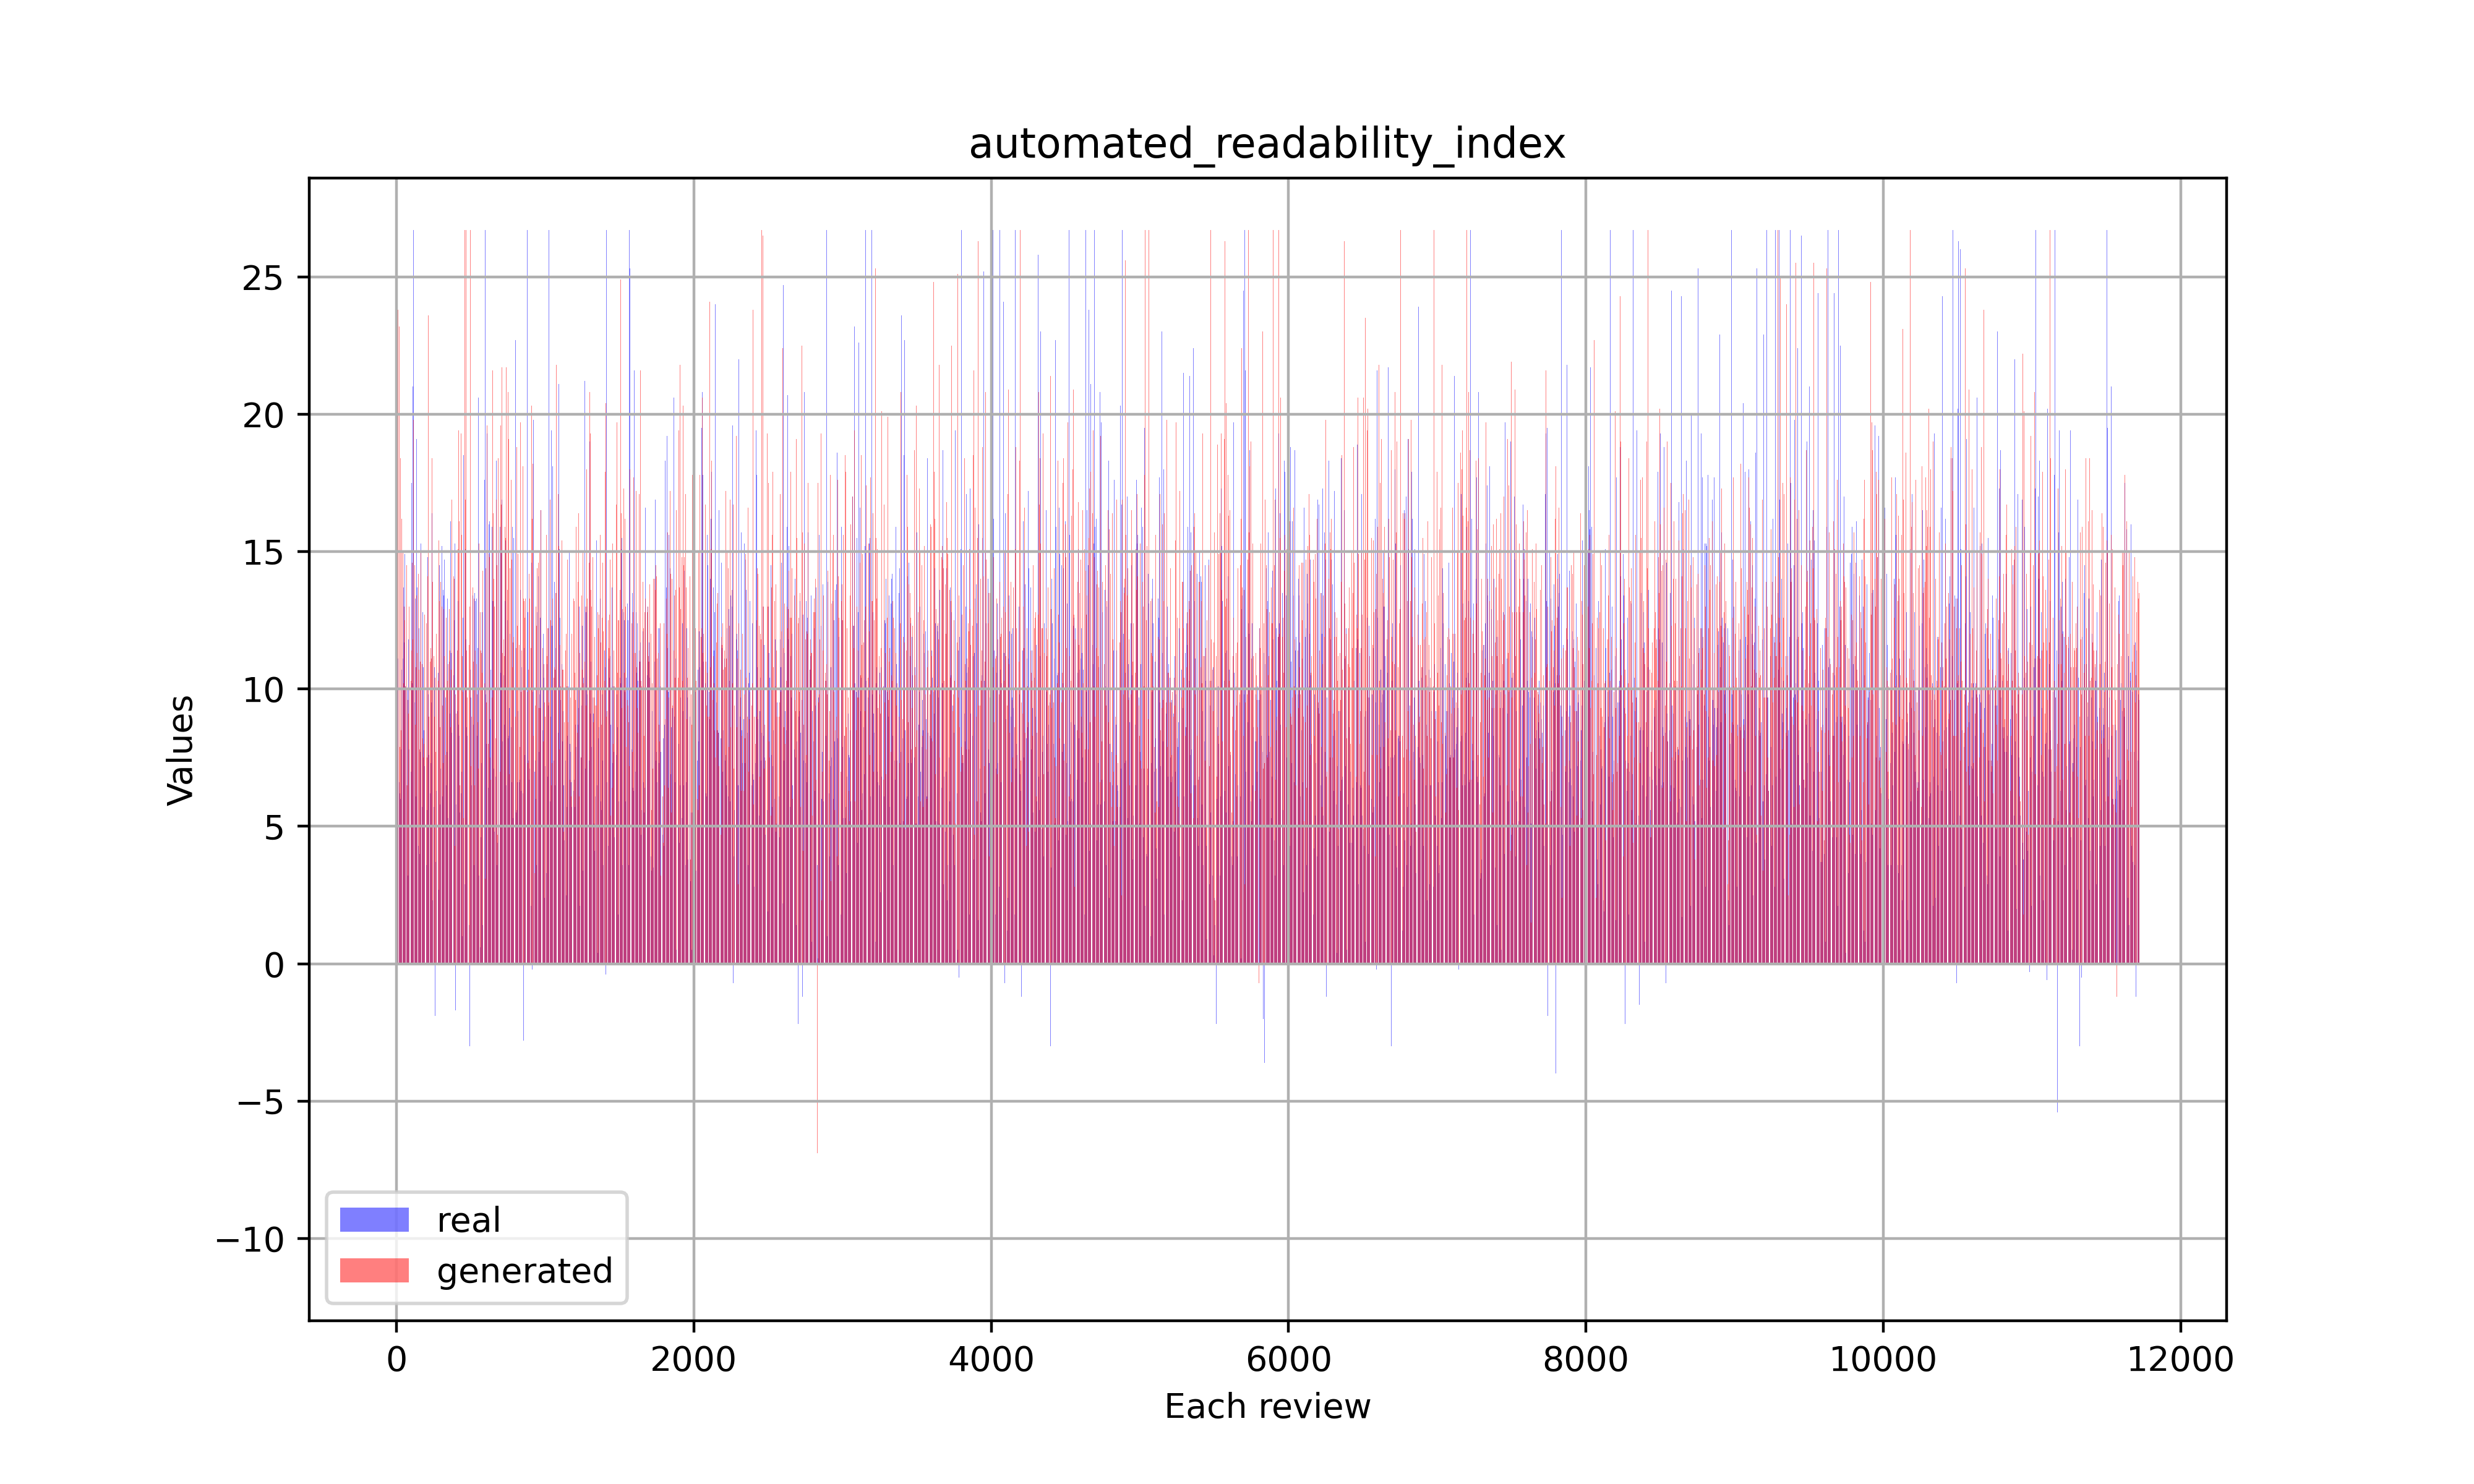 automated_readability_index
25
20
15
10
5
0
−5
−10
Values
real
generated
0 2000 4000 6000 8000 10000 12000
Each review